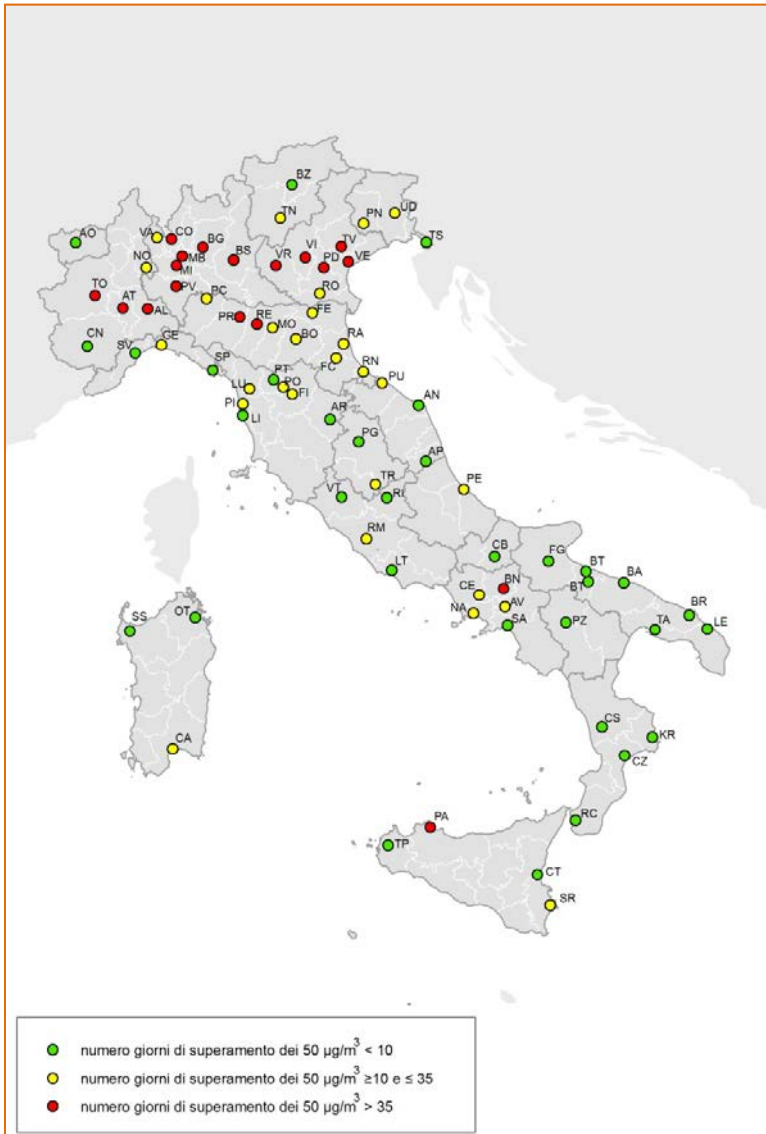 BZ
TN
UD
PN
AO
VA
CO
BG
TV
TS
VI
MB
BS
VR
PD
VE
NO
MI
TO
PV
PC
RO
AT
AL
FE
PR
RE
MO
CN
GE
BO
RA
SV
FC
SP
RN
PT
PU
LU
PO
FI
PI
AN
LI
AR
PG
AP
TR
PE
VT
RI
RM
CB
FG
LT
BT
BT
BA
BN
CE
AV
NA
BR
SA
PZ
TA
LE
SS
OT
CS
KR
CA
CZ
PA
RC
TP
CT
SR
numero giorni di superamento dei 50 µg/m³ < 10
numero giorni di superamento dei 50 µg/m³ ≥10 e ≤ 35
numero giorni di superamento dei 50 µg/m³ > 35